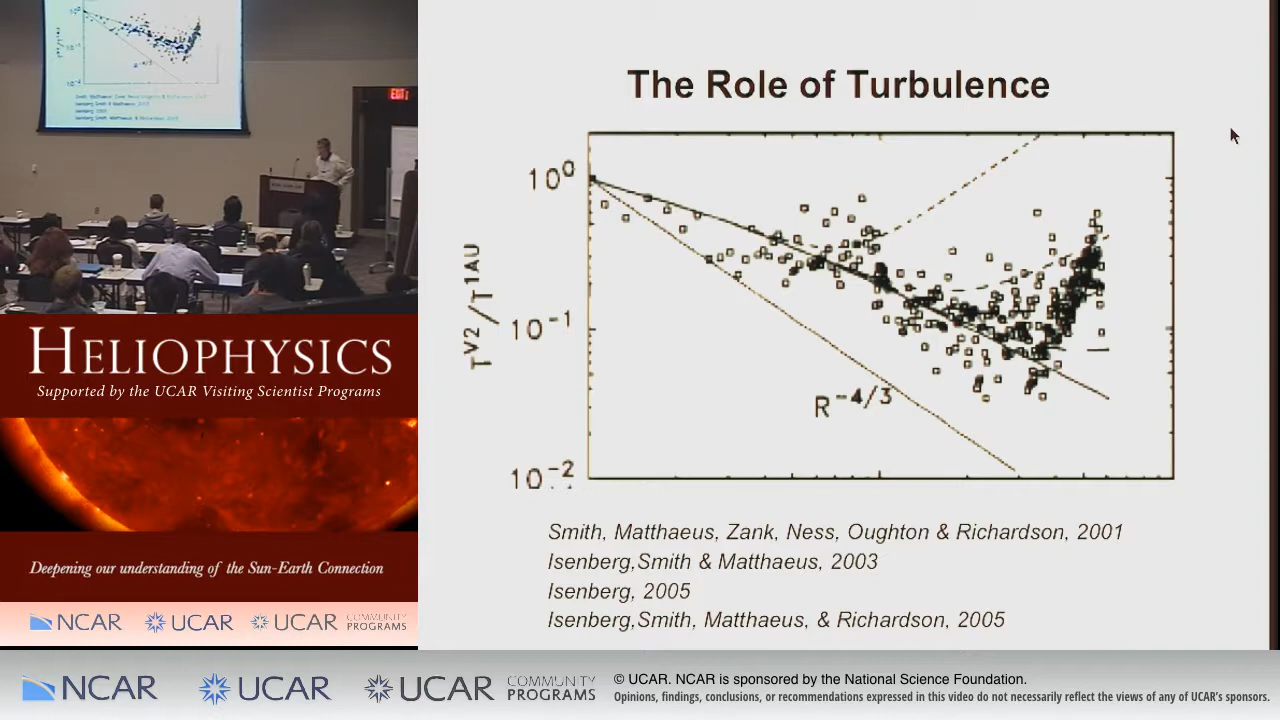 EXIT
HELIOPHYSICS
Supported by the UCAR Visiting Scientist Programs
Deepening our understanding of the Sun-Earth Connection
NCAR UCAR UCAR COMMUNITY PROGRAMS
The Role of Turbulence
10⁰
T^V2/T^1AU
10⁻¹
R^-4/3
10⁻²
Smith, Matthaeus, Zank, Ness, Oughton & Richardson, 2001
Isenberg,Smith & Matthaeus, 2003
Isenberg, 2005
Isenberg,Smith, Matthaeus, & Richardson, 2005
NCAR UCAR UCAR COMMUNITY PROGRAMS
© UCAR. NCAR is sponsored by the National Science Foundation.
Opinions, findings, conclusions, or recommendations expressed in this video do not necessarily reflect the views of any of UCAR's sponsors.